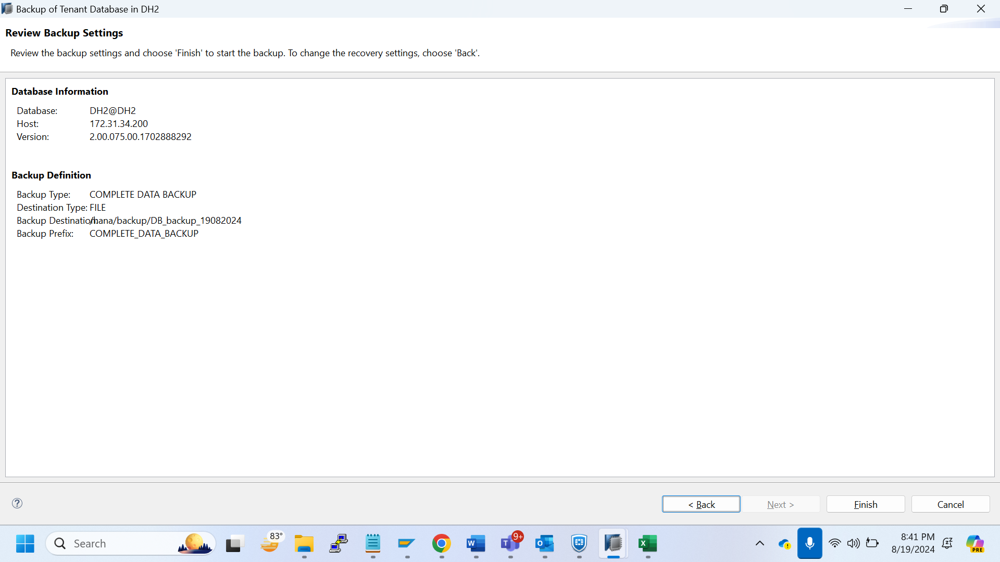 Backup of Tenant Database in DH2
Review Backup Settings
Review the backup settings and choose 'Finish' to start the backup. To change the recovery settings, choose 'Back'.
Database Information
Database: DH2@DH2
Host: 172.31.34.200
Version: 2.00.075.00.1702888292
Backup Definition
Backup Type: COMPLETE DATA BACKUP
Destination Type: FILE
Backup Destination: /hana/backup/DB_backup_19082024
Backup Prefix: COMPLETE_DATA_BACKUP
?
< Back
Next >
Finish
Cancel
Search
83°
W
T
9+
O
X
8:41 PM
8/19/2024
PRE